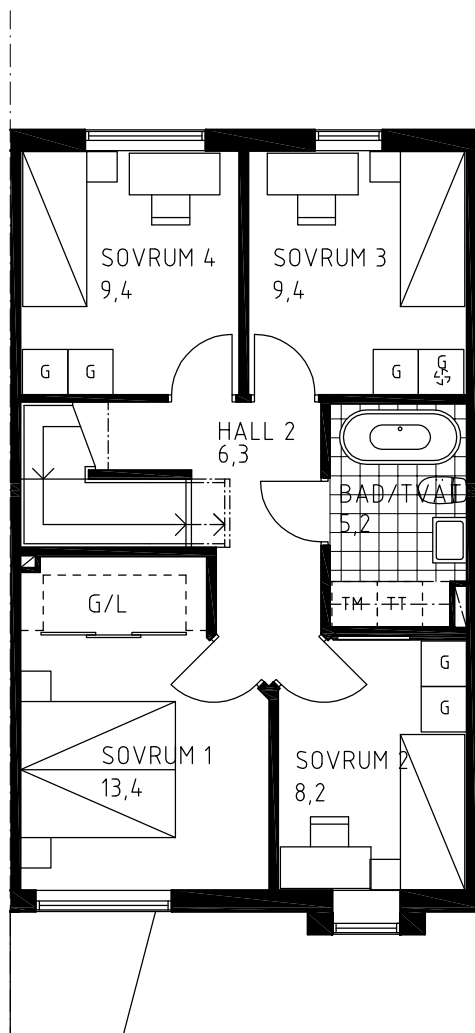 SOVRUM 4
9,4
SOVRUM 3
9,4
G
G
G
G
HALL 2
6,3
BAD/TVÄTT
5,2
G/L
TM
TT
G
G
SOVRUM 1
13,4
SOVRUM 2
8,2